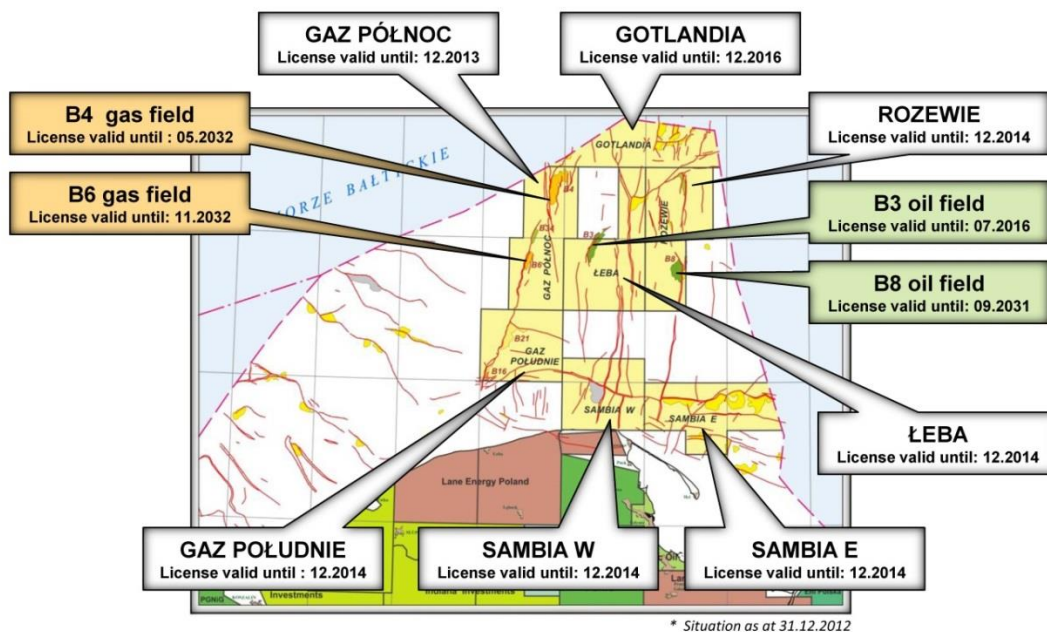 GAZ PÓŁNOC
License valid until: 12.2013
GOTLANDIA
License valid until: 12.2016
B4 gas field
License valid until : 05.2032
ROZEWIE
License valid until: 12.2014
B6 gas field
License valid until: 11.2032
B3 oil field
License valid until: 07.2016
B8 oil field
License valid until: 09.2031
ŁEBA
License valid until: 12.2014
GAZ POŁUDNIE
License valid until : 12.2014
SAMBIA W
License valid until: 12.2014
SAMBIA E
License valid until: 12.2014
MORZE BAŁTYCKIE
GOTLANDIA
B4
B34
B3
ROZEWIE
B6
GAZ PÓŁNOC
ŁEBA
B8
B21
GAZ
POŁUDNIE
B16
SAMBIA W
SAMBIA E
Lane Energy Poland
PGNiG
Investments
Indiana Investments
* Situation as at 31.12.2012